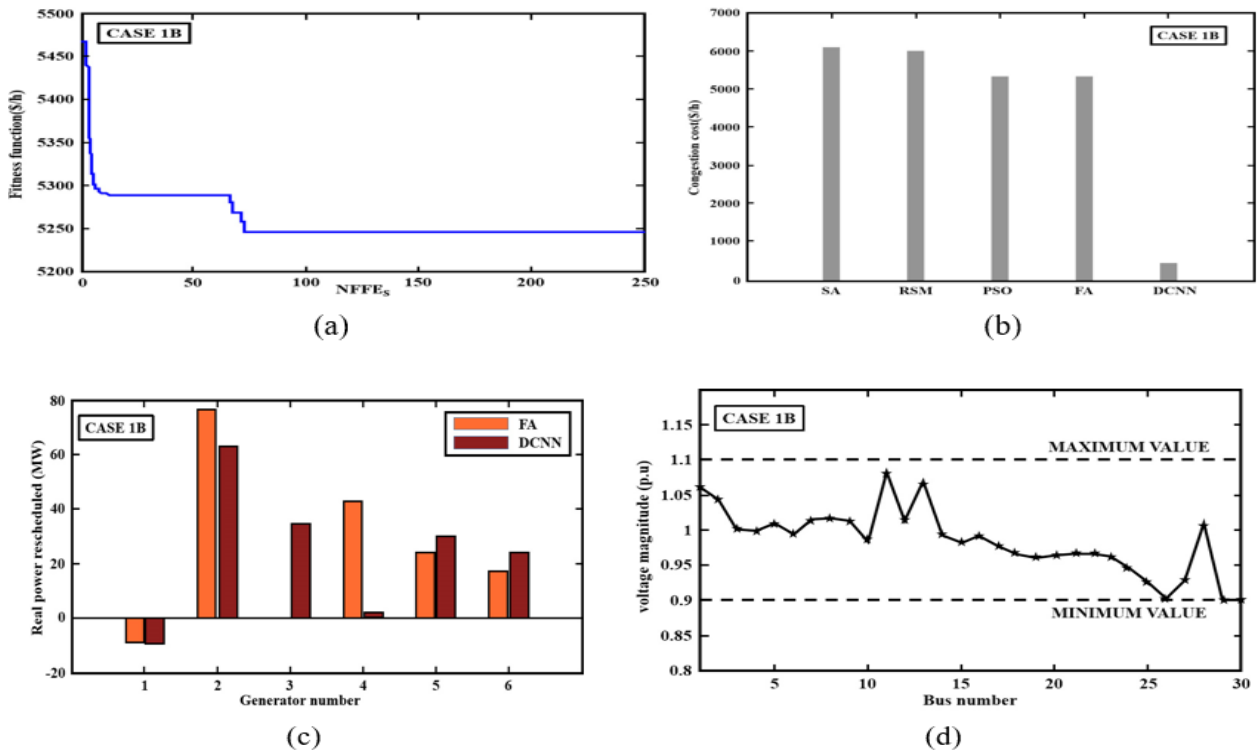 CASE 1B
Fitness function($/h)
5500
5450
5400
5350
5300
5250
5200
0
50
100
150
200
250
NFFEs
(a)
CASE 1B
Congestion cost($/h)
7000
6000
5000
4000
3000
2000
1000
0
SA
RSM
PSO
FA
DCNN
(b)
CASE 1B
FA
DCNN
Real power rescheduled (MW)
80
60
40
20
0
-20
1
2
3
4
5
6
Generator number
(c)
CASE 1B
MAXIMUM VALUE
MINIMUM VALUE
voltage magnitude (p.u)
1.15
1.1
1.05
1
0.95
0.9
0.85
0.8
5
10
15
20
25
30
Bus number
(d)